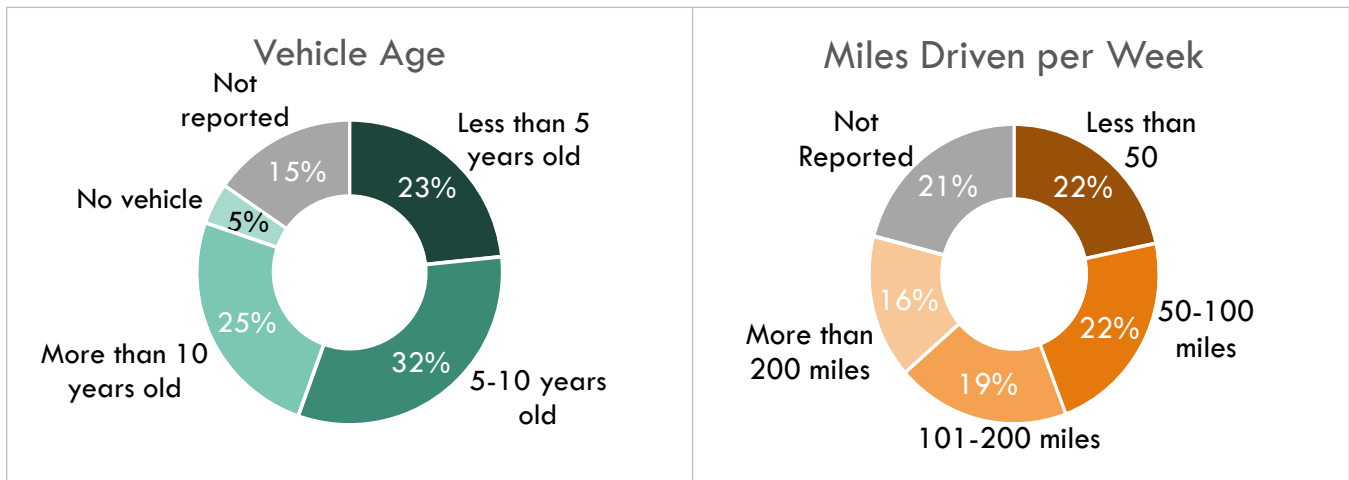 Vehicle Age
Not
reported
15%
Less than 5
years old
23%
No vehicle
5%
25%
More than 10
years old
32%
5-10 years
old
Miles Driven per Week
Not
Reported
21%
Less than
50
22%
50-100
miles
22%
16%
More than
200 miles
19%
101-200 miles